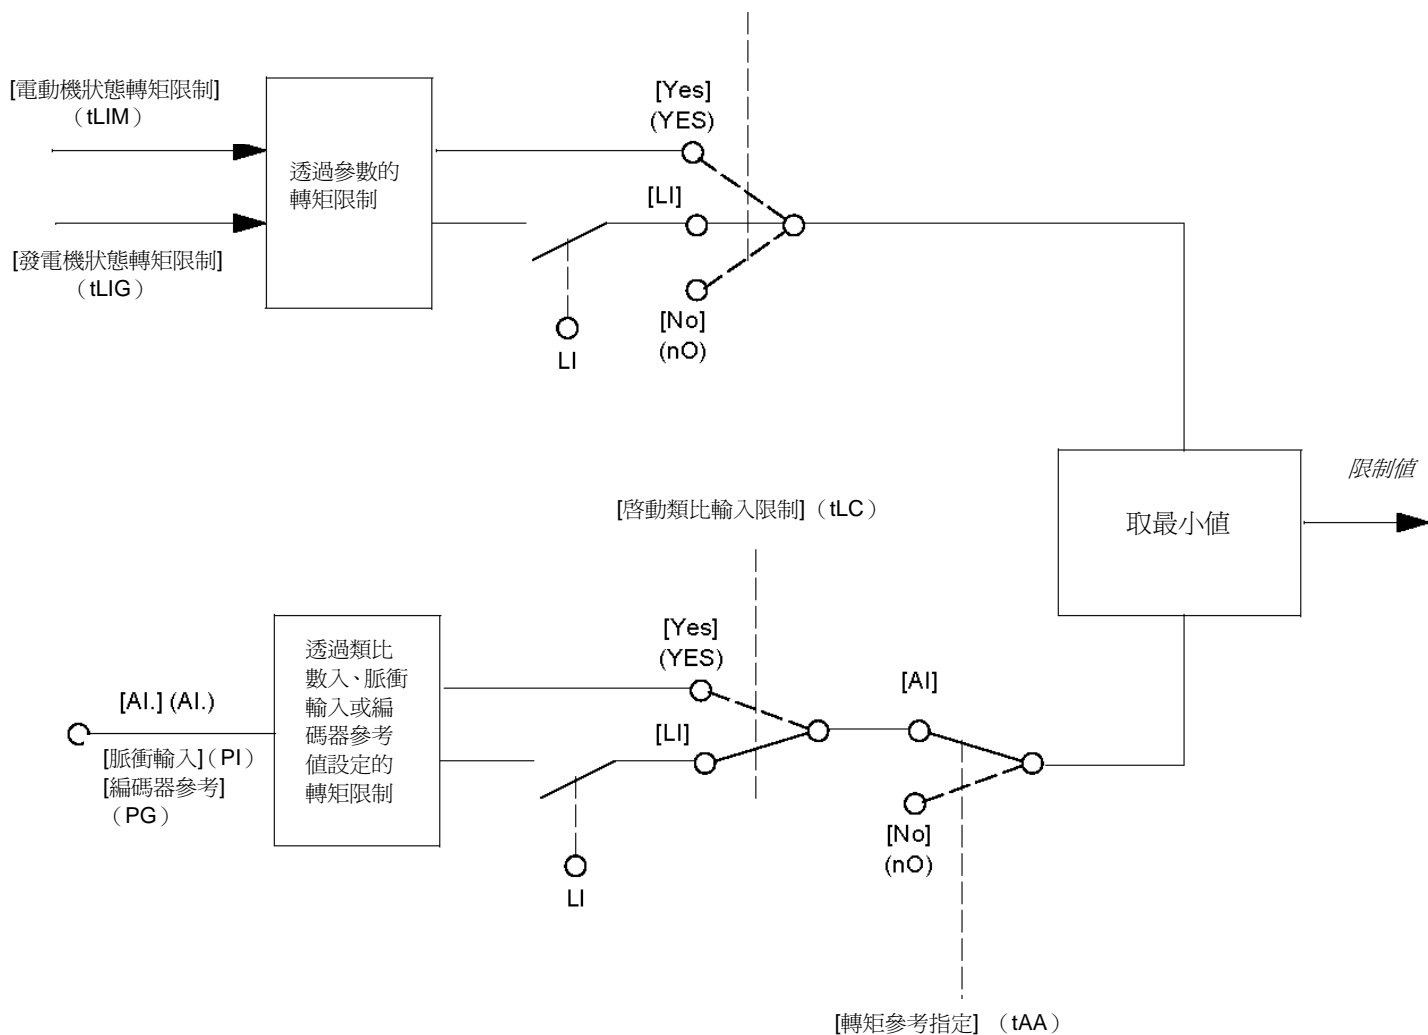 [電動機狀態轉矩限制]
（tLIM）
透過參數的
轉矩限制
[發電機狀態轉矩限制]
（tLIG）
[Yes]
(YES)
[LI]
[No]
(nO)
LI
取最小值
限制值
[啓動類比輸入限制]（tLC）
[AI.] (AI.)
[脈衝輸入]（PI）
[編碼器參考]
（PG）
透過類比
數入、脈衝
輸入或編
碼器參考
值設定的
轉矩限制
[Yes]
(YES)
[LI]
LI
[AI]
[No]
(nO)
[轉矩參考指定] （tAA）